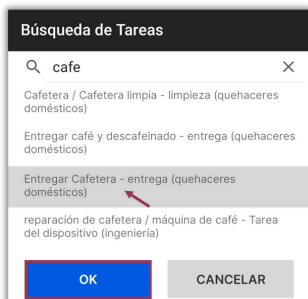 Búsqueda de Tareas
cafe
Cafetera / Cafetera limpia - limpieza (quehaceres
domésticos)
Entregar café y descafeinado - entrega (quehaceres
domésticos)
Entregar Cafetera - entrega (quehaceres
domésticos)
reparación de cafetera / máquina de café - Tarea
del dispositivo (ingeniería)
OK CANCELAR